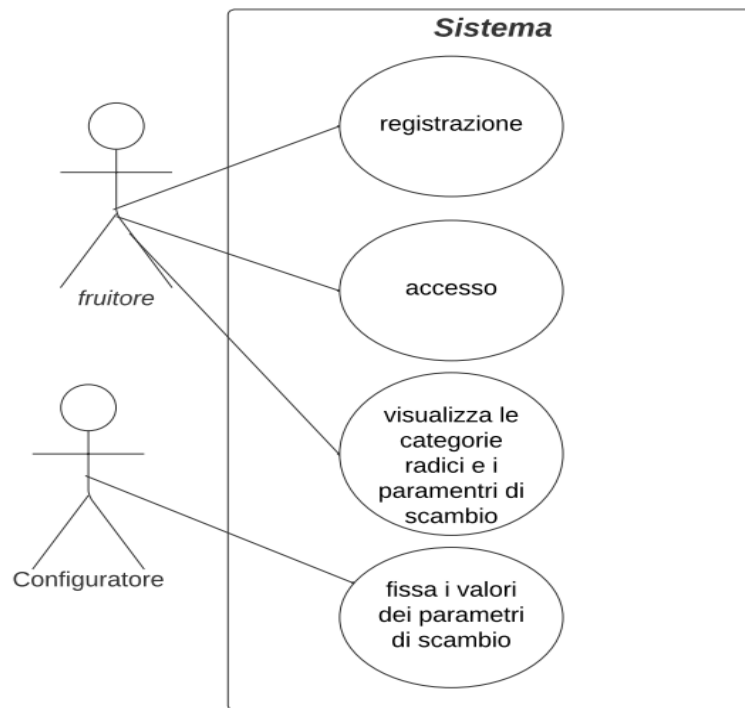 Sistema
registrazione
fruitore
accesso
visualizza le
categorie
radici e i
paramentri di
scambio
Configuratore
fissa i valori
dei parametri
di scambio